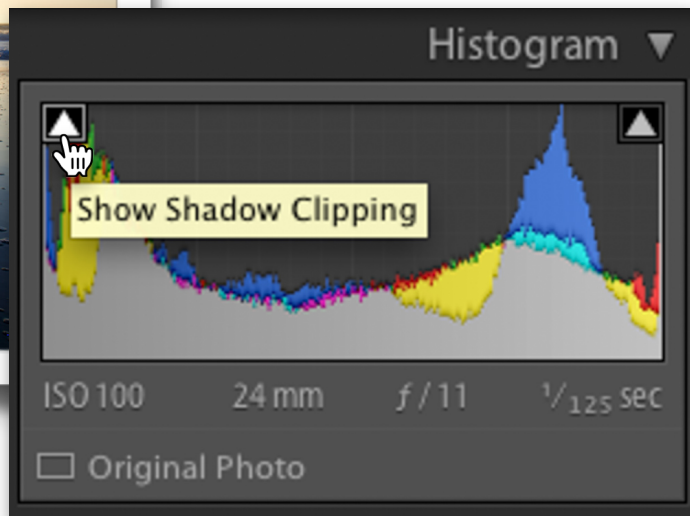 Histogram
Show Shadow Clipping
ISO 100 24 mm ƒ / 11 1/125 sec
Original Photo